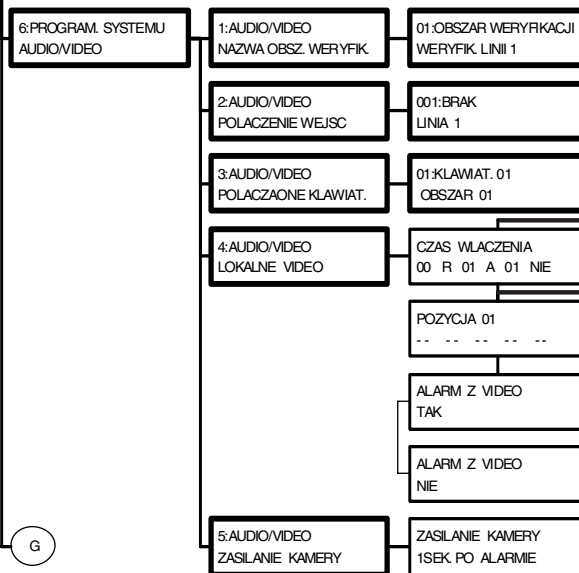 6:PROGRAM. SYSTEMU
AUDIO/VIDEO
1:AUDIO/VIDEO
NAZWA OBSZ. WERYFIK.
01:OBSZAR WERYFIKACJI
WERYFIK. LINII 1
2:AUDIO/VIDEO
POLACZENIE WEJSC
001:BRAK
LINIA 1
3:AUDIO/VIDEO
POLACZAONE KLAWIAT.
01:KLAWIAT. 01
OBSZAR 01
4:AUDIO/VIDEO
LOKALNE VIDEO
CZAS WLACZENIA
00 R 01 A 01 NIE
POZYCJA 01
-- -- -- -- --
ALARM Z VIDEO
TAK
ALARM Z VIDEO
NIE
5:AUDIO/VIDEO
ZASILANIE KAMERY
ZASILANIE KAMERY
1SEK. PO ALARMIE
G